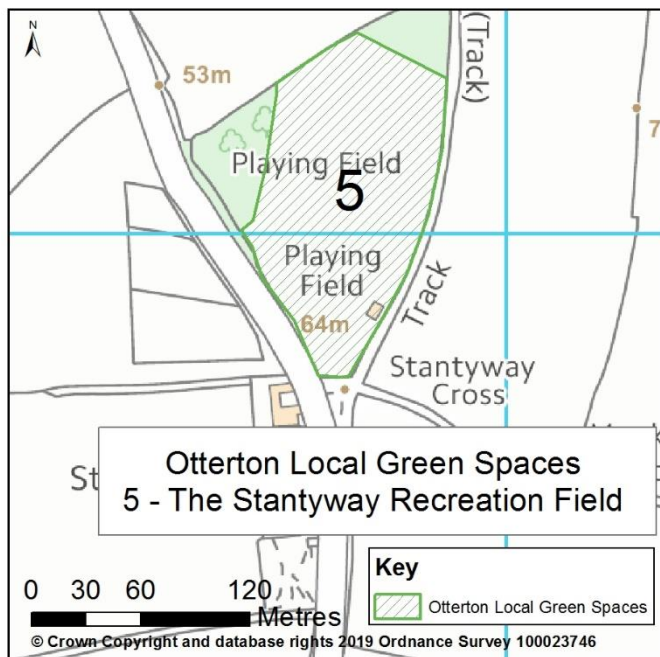 N
(Track)
53m
7
Playing Field
5
Playing
Field
64m
Track
Stantyway
Cross
St
Otterton Local Green Spaces
5 - The Stantyway Recreation Field
Key
Otterton Local Green Spaces
0 30 60 120
Metres
© Crown Copyright and database rights 2019 Ordnance Survey 100023746